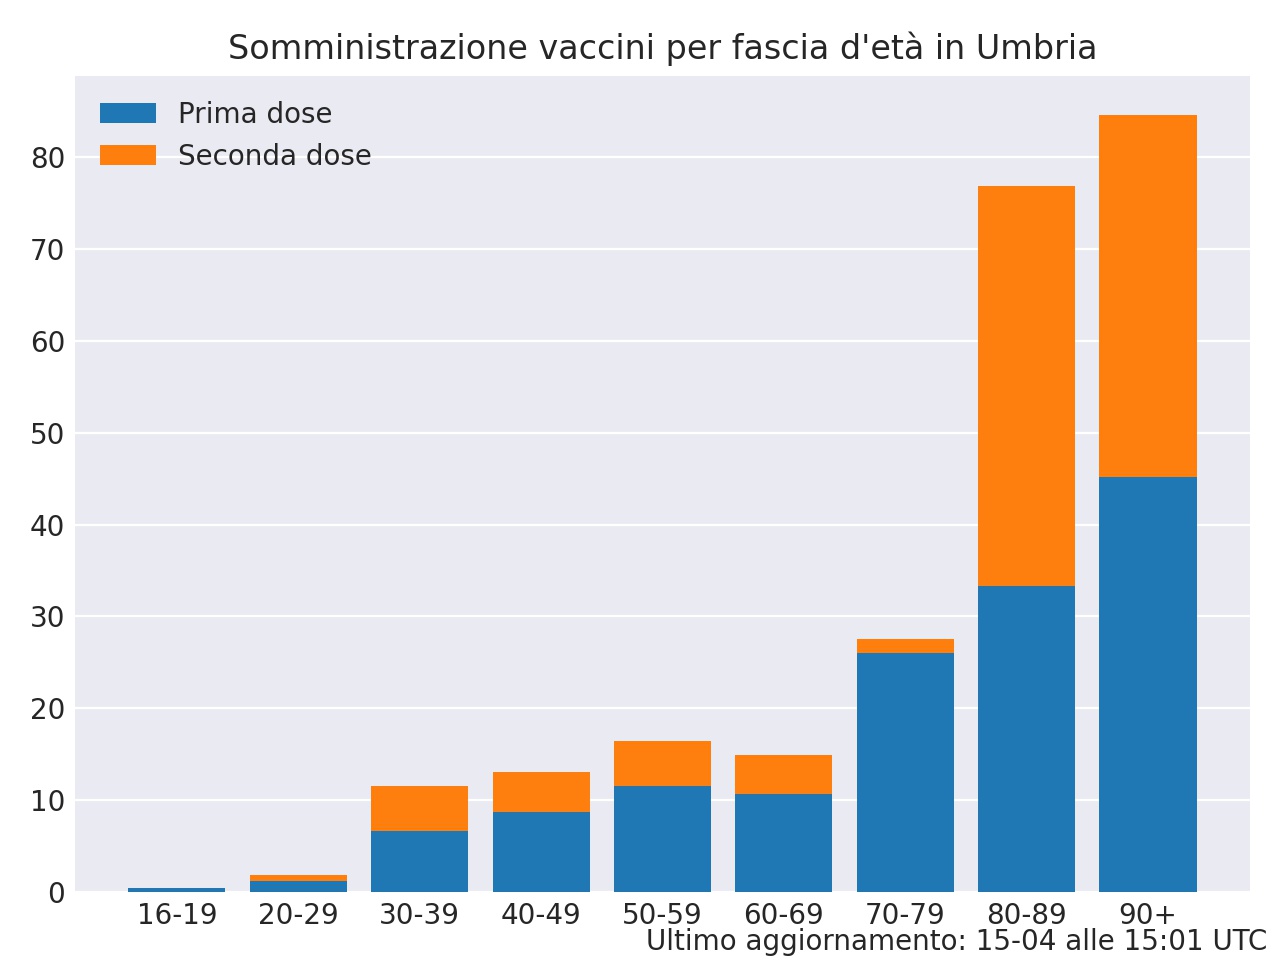 Somministrazione vaccini per fascia d'età in Umbria
Prima dose
Seconda dose
80
70
60
50
40
30
20
10
0
16-19 20-29 30-39 40-49 50-59 60-69 70-79 80-89 90+
Ultimo aggiornamento: 15-04 alle 15:01 UTC